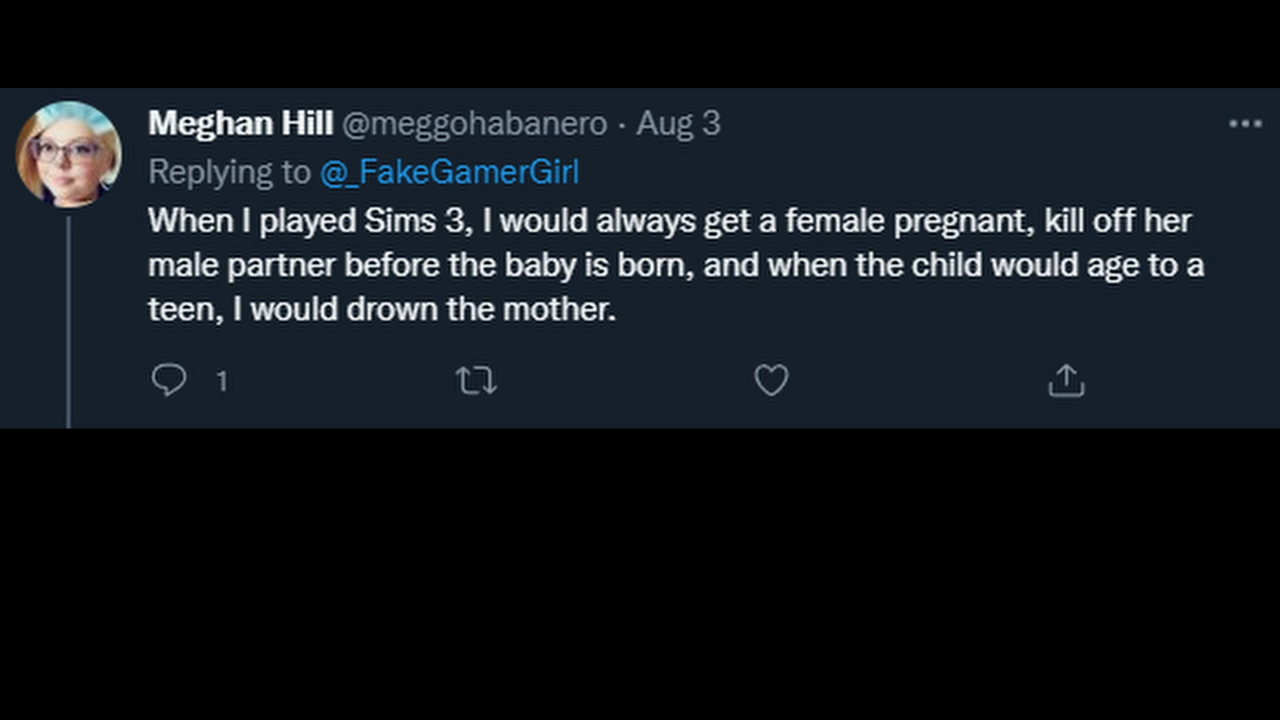 Meghan Hill @meggohabanero · Aug 3
Replying to @_FakeGamerGirl
When I played Sims 3, I would always get a female pregnant, kill off her
male partner before the baby is born, and when the child would age to a
teen, I would drown the mother.
1